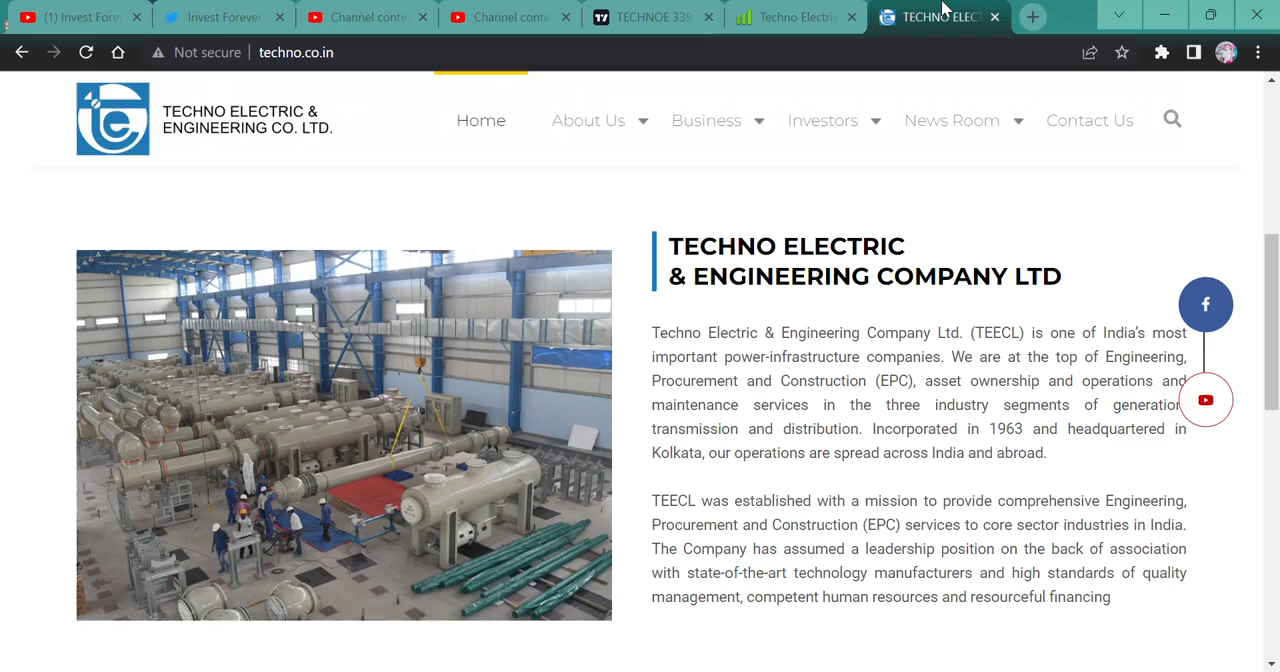 (1) Invest Forev
Invest Forever
Channel conte
Channel conte
TECHNOE 339
Techno Electric
TECHNO ELEC
Not secure
techno.co.in
te
TECHNO ELECTRIC &
ENGINEERING CO. LTD.
Home
About Us
Business
Investors
News Room
Contact Us
TECHNO ELECTRIC
& ENGINEERING COMPANY LTD
Techno Electric & Engineering Company Ltd. (TEECL) is one of India’s most
important power-infrastructure companies. We are at the top of Engineering,
Procurement and Construction (EPC), asset ownership and operations and
maintenance services in the three industry segments of generation
transmission and distribution. Incorporated in 1963 and headquartered in
Kolkata, our operations are spread across India and abroad.
TEECL was established with a mission to provide comprehensive Engineering,
Procurement and Construction (EPC) services to core sector industries in India.
The Company has assumed a leadership position on the back of association
with state-of-the-art technology manufacturers and high standards of quality
management, competent human resources and resourceful financing